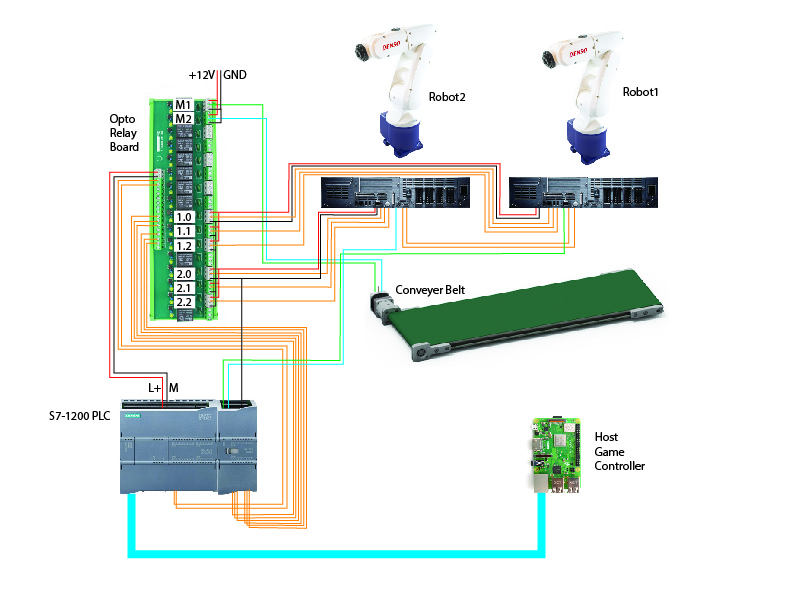 +12V GND
Opto
Relay
Board
M1
M2
1.0
1.1
1.2
2.0
2.1
2.2
DENSO
Robot2
DENSO
Robot1
Conveyer Belt
L+ M
S7-1200 PLC
SIEMENS
Host
Game
Controller